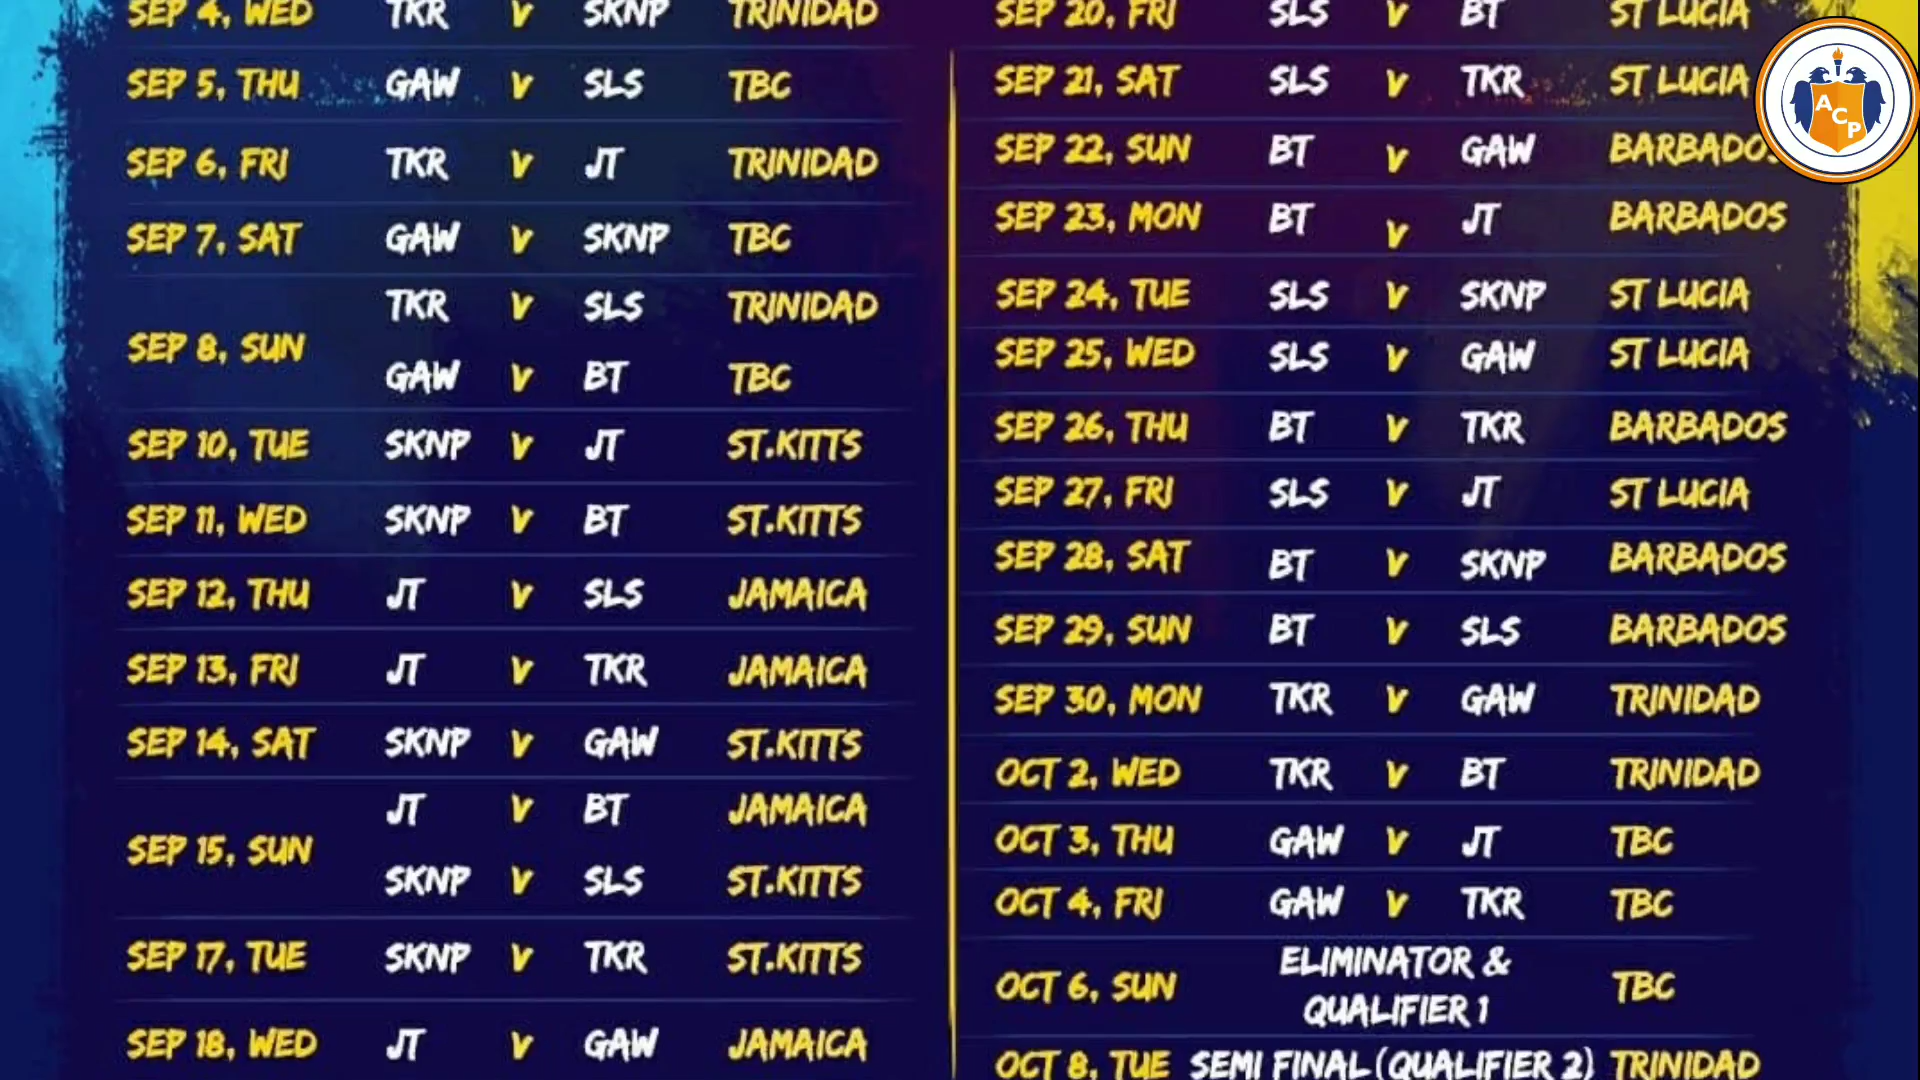 SEP 4, WED TKR V SKNP TRINIDAD
SEP 5, THU GAW V SLS TBC
SEP 6, FRI TKR V JT TRINIDAD
SEP 7, SAT GAW V SKNP TBC
TKR V SLS TRINIDAD
SEP 8, SUN
GAW V BT TBC
SEP 10, TUE SKNP V JT ST.KITTS
SEP 11, WED SKNP V BT ST.KITTS
SEP 12, THU JT V SLS JAMAICA
SEP 13, FRI JT V TKR JAMAICA
SEP 14, SAT SKNP V GAW ST.KITTS
JT V BT JAMAICA
SEP 15, SUN
SKNP V SLS ST.KITTS
SEP 17, TUE SKNP V TKR ST.KITTS
SEP 18, WED JT V GAW JAMAICA
SEP 20, FRI SLS V BT ST LUCIA
SEP 21, SAT SLS V TKR ST LUCIA
SEP 22, SUN BT V GAW BARBADOS
SEP 23, MON BT V JT BARBADOS
SEP 24, TUE SLS V SKNP ST LUCIA
SEP 25, WED SLS V GAW ST LUCIA
SEP 26, THU BT V TKR BARBADOS
SEP 27, FRI SLS V JT ST LUCIA
SEP 28, SAT BT V SKNP BARBADOS
SEP 29, SUN BT V SLS BARBADOS
SEP 30, MON TKR V GAW TRINIDAD
OCT 2, WED TKR V BT TRINIDAD
OCT 3, THU GAW V JT TBC
OCT 4, FRI GAW V TKR TBC
ELIMINATOR &
OCT 6, SUN TBC
QUALIFIER 1
OCT 8, TUE SEMI FINAL (QUALIFIER 2) TRINIDAD
ACP